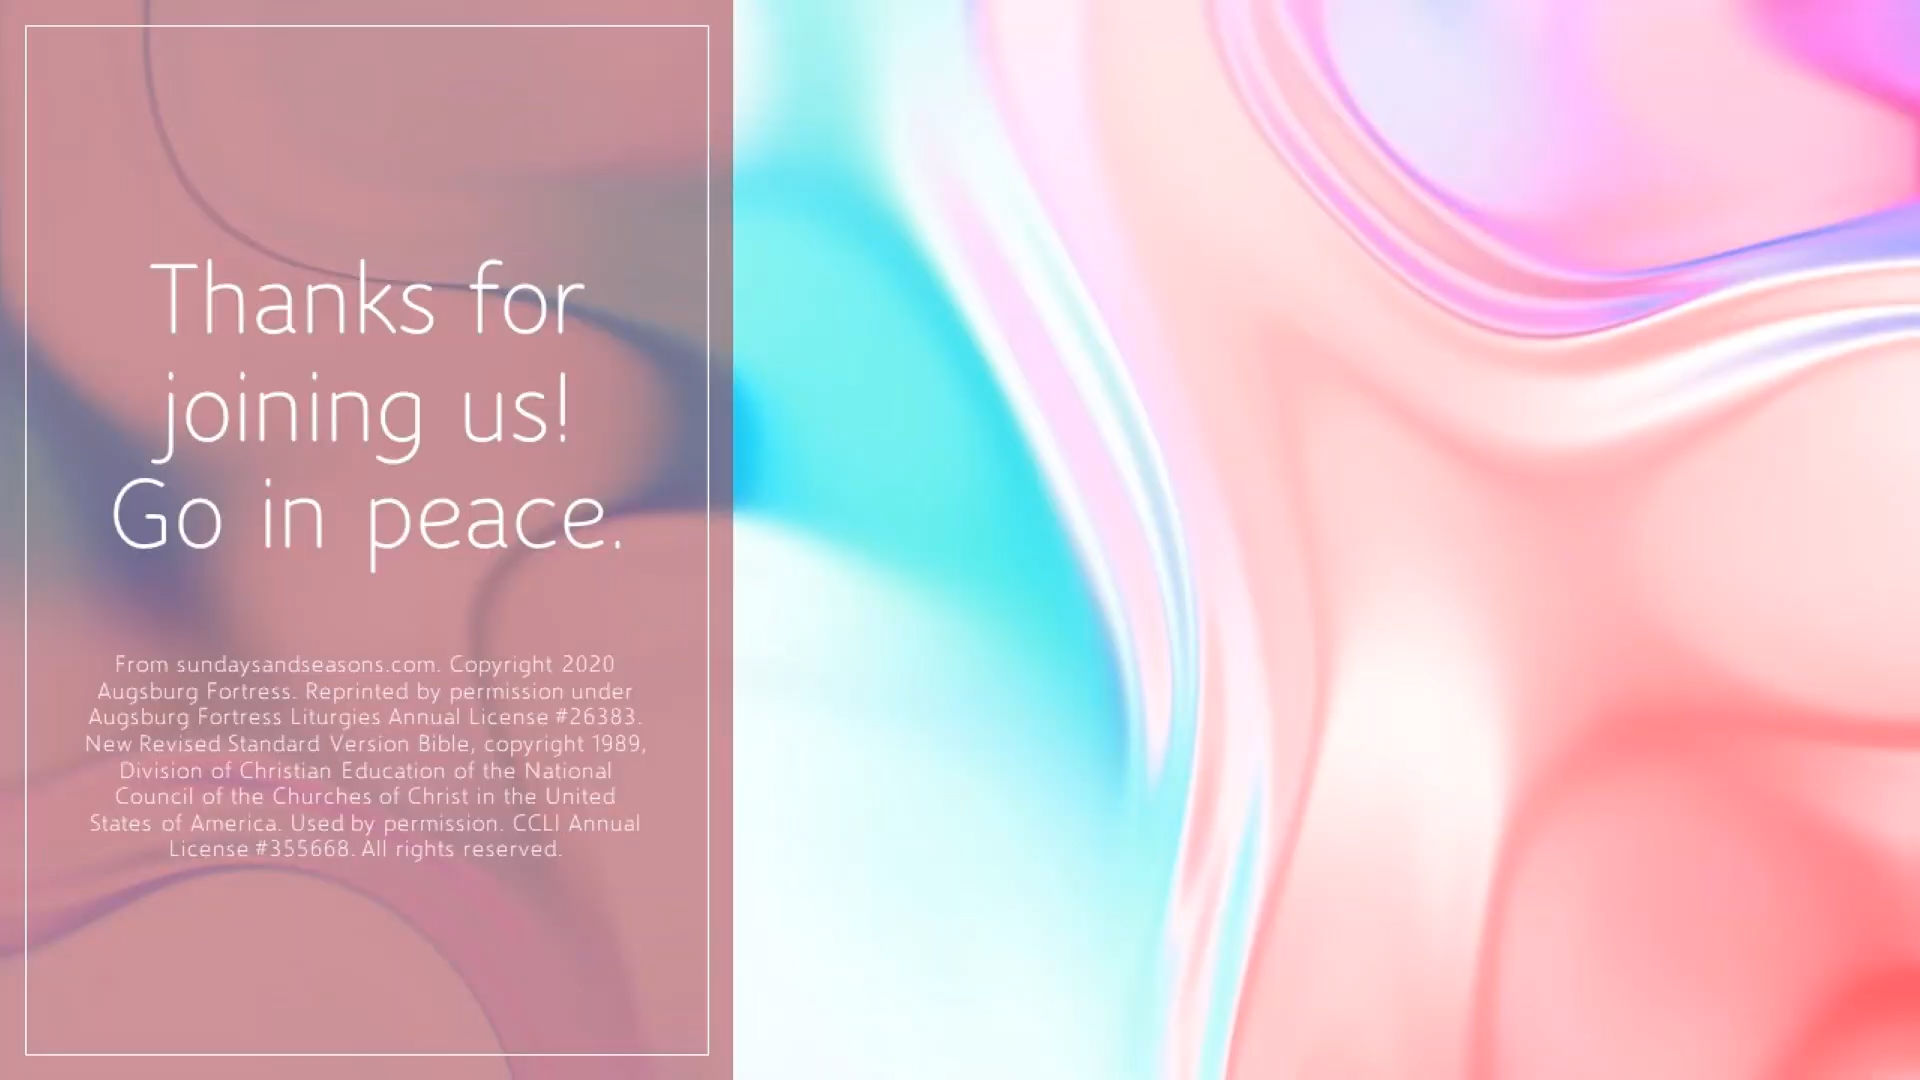 Thanks for
joining us!
Go in peace.
From sundaysandseasons.com. Copyright 2020
Augsburg Fortress. Reprinted by permission under
Augsburg Fortress Liturgies Annual License #26383.
New Revised Standard Version Bible, copyright 1989,
Division of Christian Education of the National
Council of the Churches of Christ in the United
States of America. Used by permission. CCLI Annual
License #355668. All rights reserved.